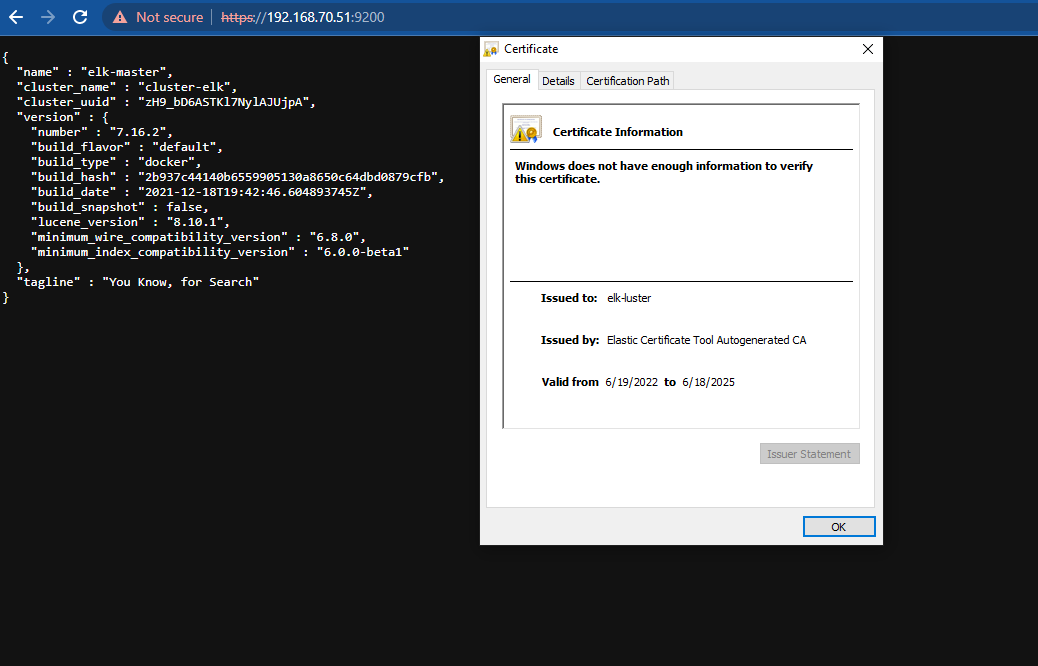 Not secure | https://192.168.70.51:9200
{
  "name" : "elk-master",
  "cluster_name" : "cluster-elk",
  "cluster_uuid" : "zH9_bD6ASTKl7NylAJUjpA",
  "version" : {
    "number" : "7.16.2",
    "build_flavor" : "default",
    "build_type" : "docker",
    "build_hash" : "2b937c44140b6559905130a8650c64dbd0879cfb",
    "build_date" : "2021-12-18T19:42:46.604893745Z",
    "build_snapshot" : false,
    "lucene_version" : "8.10.1",
    "minimum_wire_compatibility_version" : "6.8.0",
    "minimum_index_compatibility_version" : "6.0.0-beta1"
  },
  "tagline" : "You Know, for Search"
}
Certificate
General Details Certification Path
Certificate Information
Windows does not have enough information to verify
this certificate.
Issued to: elk-luster
Issued by: Elastic Certificate Tool Autogenerated CA
Valid from 6/19/2022 to 6/18/2025
Issuer Statement
OK